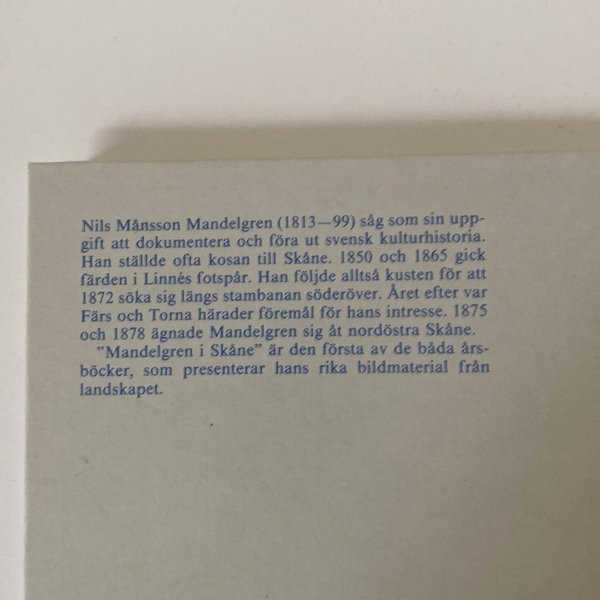 Nils Månsson Mandelgren (1813—99) såg som sin upp-
gift att dokumentera och föra ut svensk kulturhistoria.
Han ställde ofta kosan till Skåne. 1850 och 1865 gick
färden i Linnés fotspår. Han följde alltså kusten för att
1872 söka sig längs stambanan söderöver. Året efter var
Färs och Torna härader föremål för hans intresse. 1875
och 1878 ägnade Mandelgren sig åt nordöstra Skåne.
"Mandelgren i Skåne" är den första av de båda års-
böcker, som presenterar hans rika bildmaterial från
landskapet.